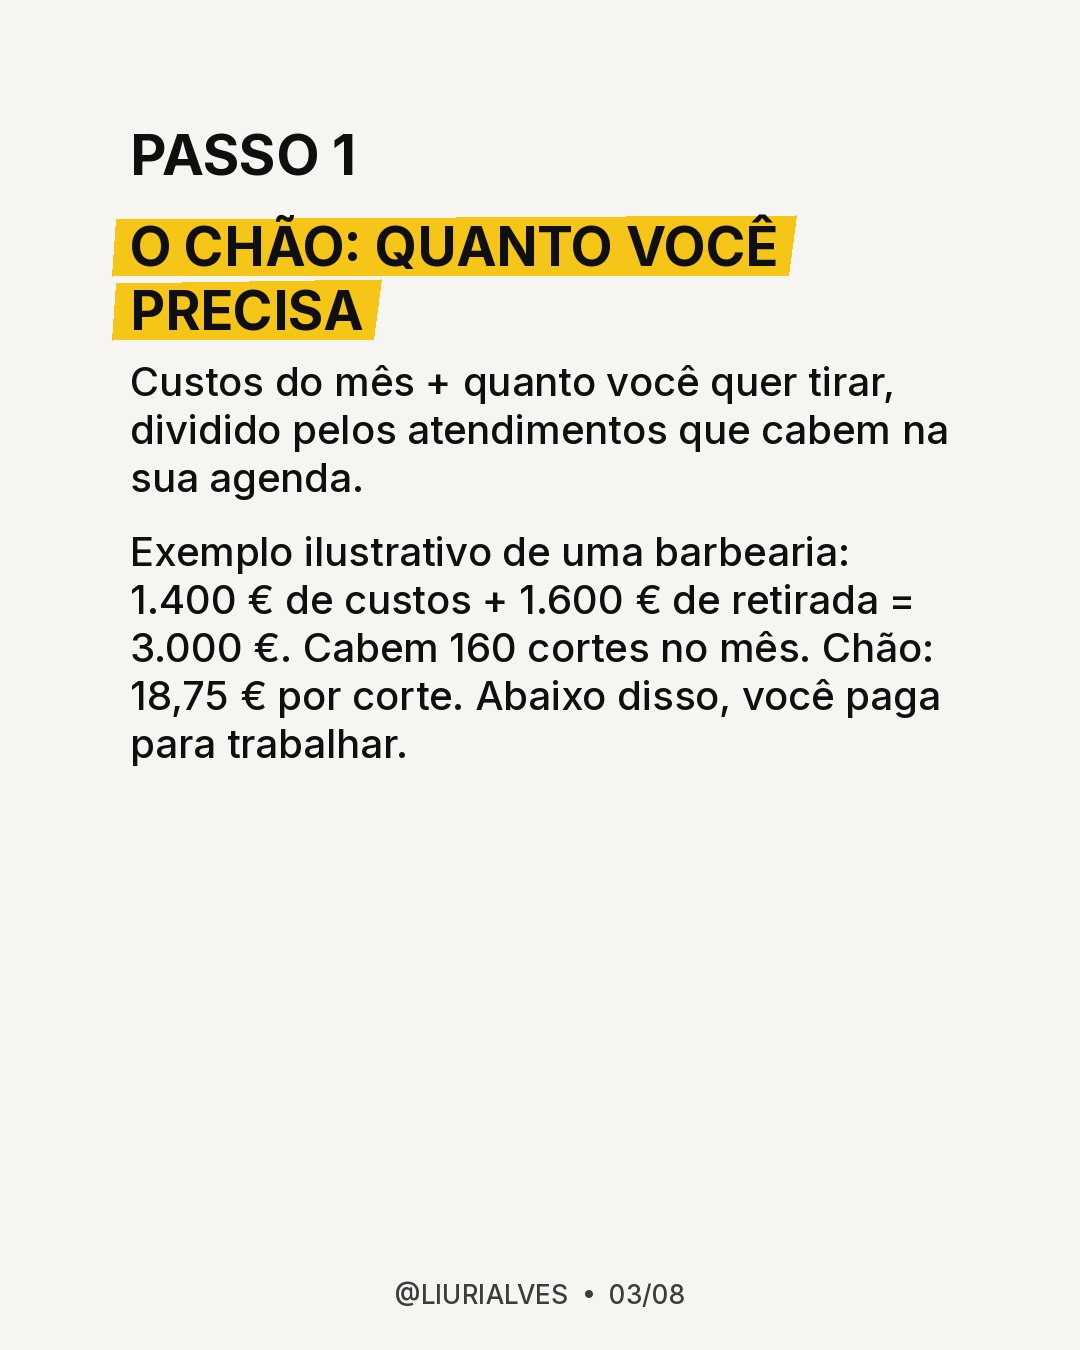 PASSO 1
O CHÃO: QUANTO VOCÊ
PRECISA
Custos do mês + quanto você quer tirar,
dividido pelos atendimentos que cabem na
sua agenda.
Exemplo ilustrativo de uma barbearia:
1.400 € de custos + 1.600 € de retirada =
3.000 €. Cabem 160 cortes no mês. Chão:
18,75 € por corte. Abaixo disso, você paga
para trabalhar.
@LIURIALVES • 03/08